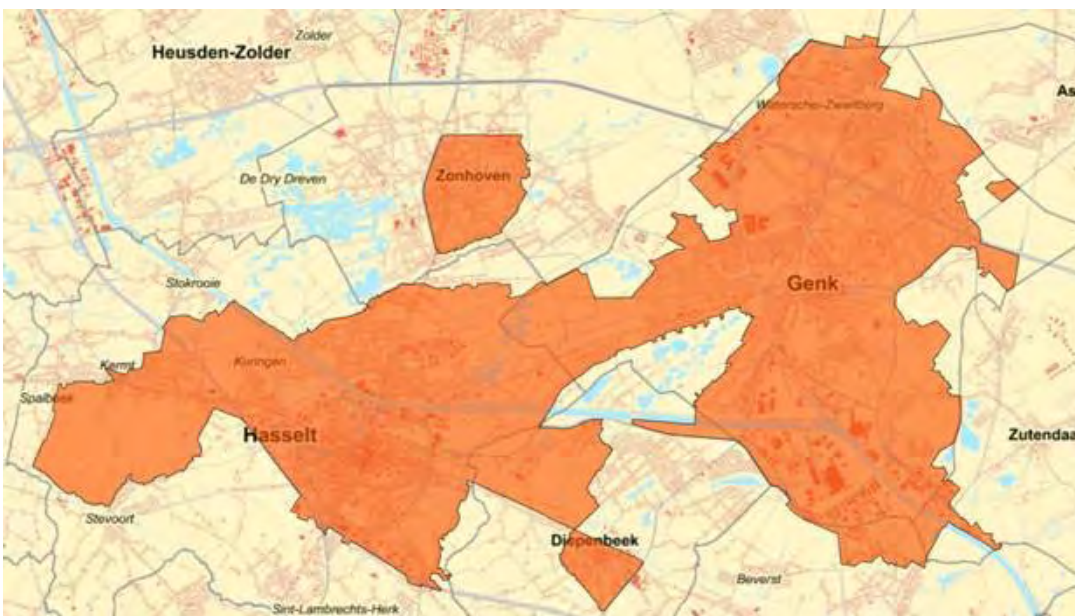 Zolder
Heusden-Zolder
As
Waterschei-Zwartberg
Zonhoven
De Dry Dreven
Stokrooie
Genk
Kuringen
Kermt
Spalbeek
Hasselt
Zutendaa
Stevoort
Diepenbeek
Beverst
Sint-Lambrechts-Herk